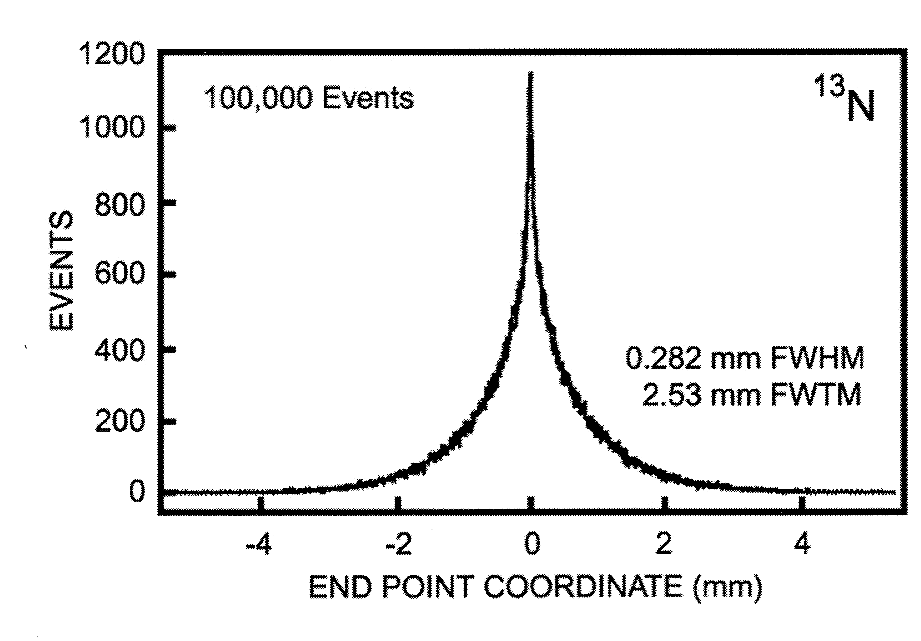 1200
100,000 Events
13N
1000
800
600
400
200
0
EVENTS
0.282 mm FWHM
2.53 mm FWTM
-4 -2 0 2 4
END POINT COORDINATE (mm)